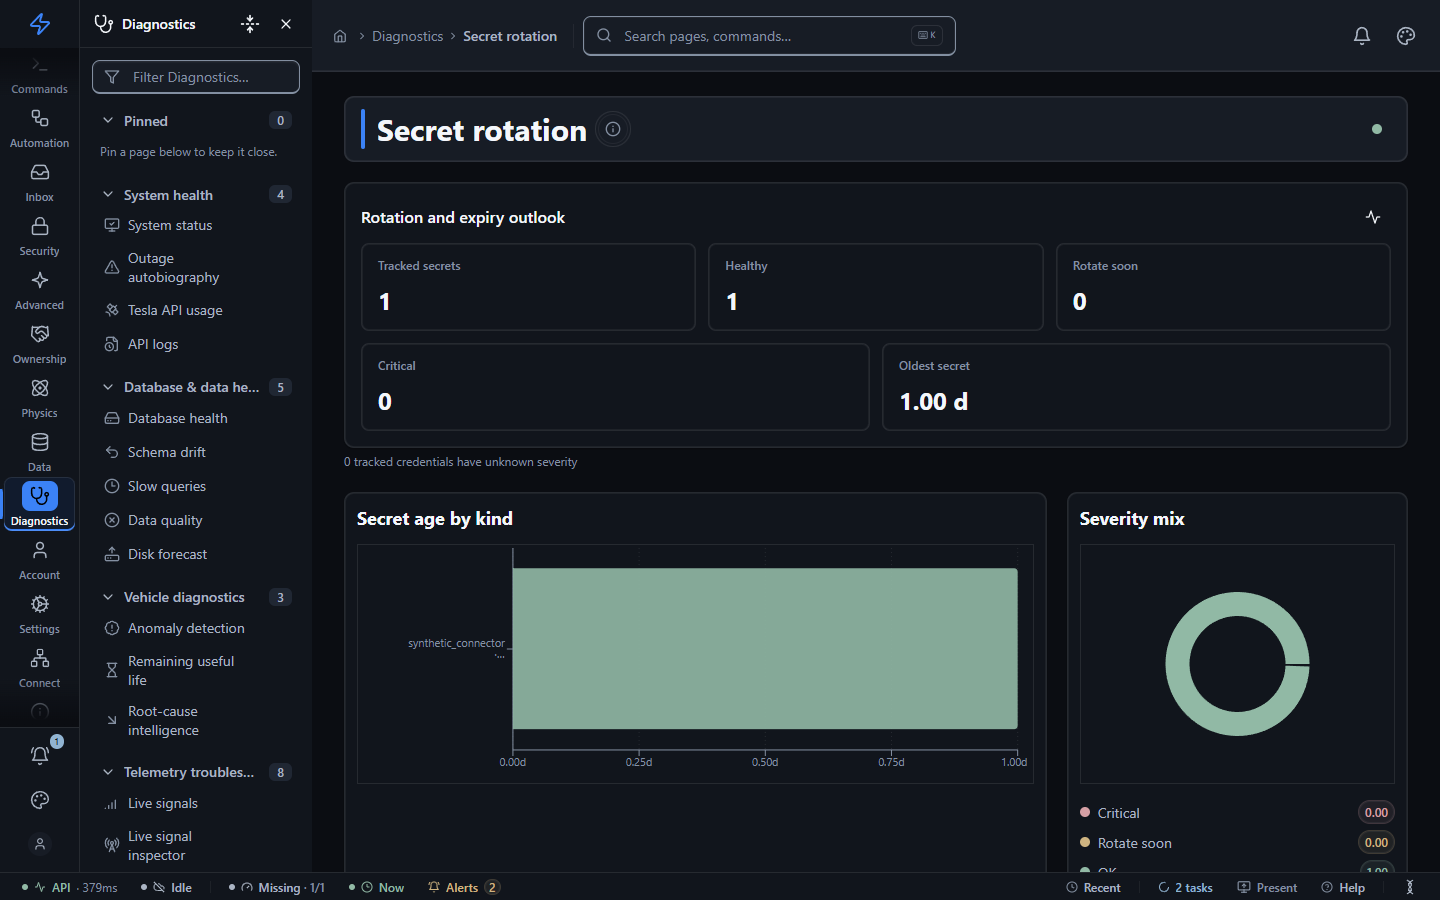 Diagnostics
Diagnostics
Secret rotation
Search pages, commands...
K
Commands
Automation
Inbox
Security
Advanced
Ownership
Physics
Data
Diagnostics
Account
Settings
Connect
1
Filter Diagnostics...
Pinned
0
Pin a page below to keep it close.
System health
4
System status
Outage
autobiography
Tesla API usage
API logs
Database & data he...
5
Database health
Schema drift
Slow queries
Data quality
Disk forecast
Vehicle diagnostics
3
Anomaly detection
Remaining useful
life
Root-cause
intelligence
Telemetry troubles...
8
Live signals
Live signal
inspector
Secret rotation
Rotation and expiry outlook
Tracked secrets
1
Healthy
1
Rotate soon
0
Critical
0
Oldest secret
1.00 d
0 tracked credentials have unknown severity
Secret age by kind
synthetic_connector
·...
0.00d
0.25d
0.50d
0.75d
1.00d
Severity mix
Critical
0.00
Rotate soon
0.00
OK
1.00
API · 379ms
Idle
Missing · 1/1
Now
Alerts
2
Recent
2 tasks
Present
Help